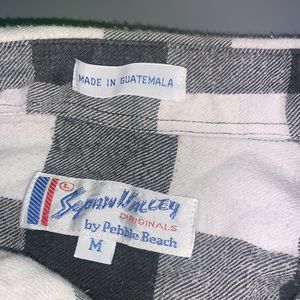 MADE IN GUATEMALA
Squaw Valley
ORIGINALS
by Pebble Beach
M